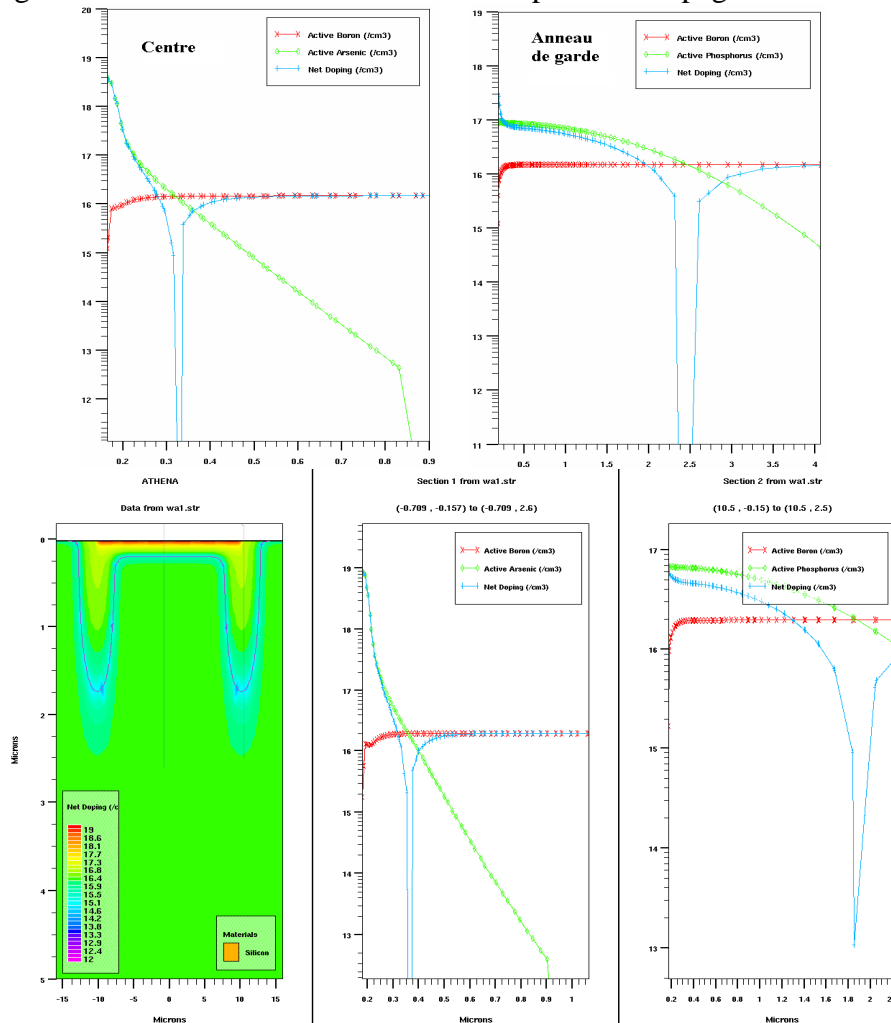 Centre
Active Boron (/cm3)
Active Arsenic (/cm3)
Net Doping (/cm3)
20
19
18
17
16
15
14
13
12
0.2 0.3 0.4 0.5 0.6 0.7 0.8 0.9
Anneau
de garde
Active Boron (/cm3)
Active Phosphorus (/cm3)
Net Doping (/cm3)
19
18
17
16
15
14
13
12
11
0.5 1 1.5 2 2.5 3 3.5 4
ATHENA
Data from wa1.str
0
1
2
3
4
5
Microns
Net Doping (/c
19
18.6
18.1
17.7
17.3
16.8
16.4
15.9
15.5
15.1
14.6
14.2
13.8
13.3
12.9
12.4
12
Materials
Silicon
-15 -10 -5 0 5 10 15
Microns
Section 1 from wa1.str
(-0.709 , -0.157) to (-0.709 , 2.6)
Active Boron (/cm3)
Active Arsenic (/cm3)
Net Doping (/cm3)
19
18
17
16
15
14
13
0.2 0.3 0.4 0.5 0.6 0.7 0.8 0.9 1
Microns
Section 2 from wa1.str
(10.5 , -0.15) to (10.5 , 2.5)
Active Boron (/cm3)
Active Phosphorus (/cm3)
Net Doping (/cm3)
17
16
15
14
13
0.2 0.4 0.6 0.8 1 1.2 1.4 1.6 1.8 2
Microns